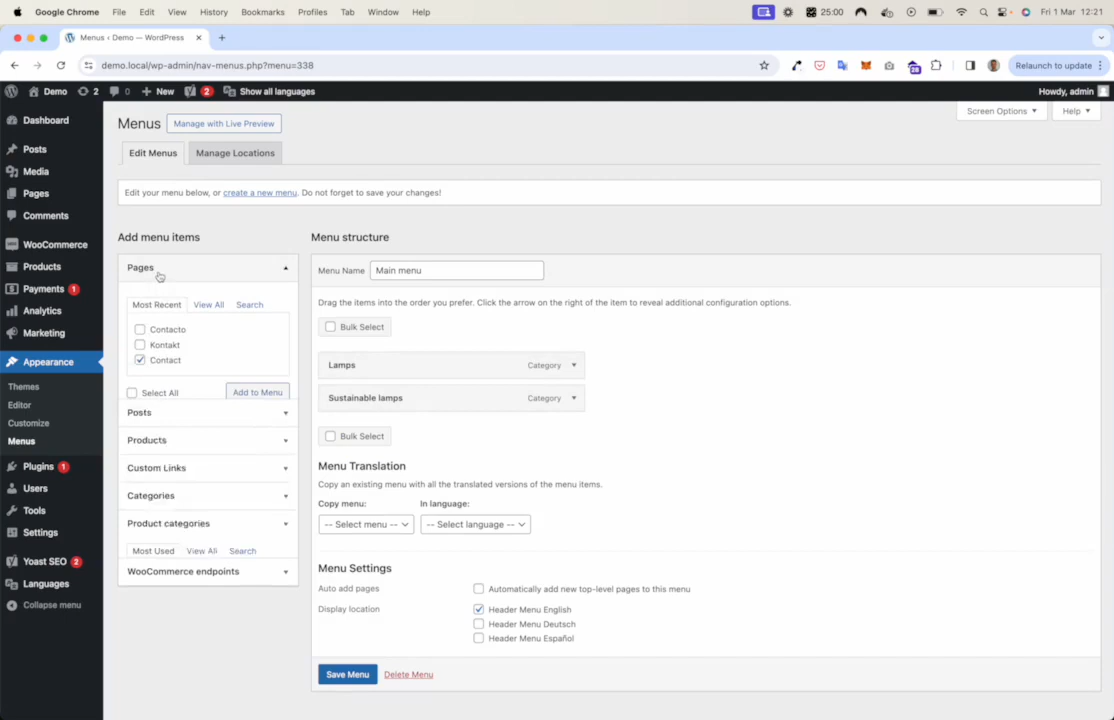 Google Chrome File Edit View History Bookmarks Profiles Tab Window Help 25:00 Fri 1 Mar 12:21
Menus ‹ Demo — WordPress
demo.local/wp-admin/nav-menus.php?menu=338 Relaunch to update
Demo 2 0 New 2 Show all languages Howdy, admin
Dashboard
Posts
Media
Pages
Comments
WooCommerce
Products
Payments 1
Analytics
Marketing
Appearance
Themes
Editor
Customize
Menus
Plugins 1
Users
Tools
Settings
Yoast SEO 2
Languages
Collapse menu
Screen Options Help
Menus Manage with Live Preview
Edit Menus Manage Locations
Edit your menu below, or create a new menu. Do not forget to save your changes!
Add menu items
Pages
Most Recent View All Search
Contacto
Kontakt
Contact
Select All Add to Menu
Posts
Products
Custom Links
Categories
Product categories
Most Used View All Search
WooCommerce endpoints
Menu structure
Menu Name Main menu
Drag the items into the order you prefer. Click the arrow on the right of the item to reveal additional configuration options.
Bulk Select
Lamps Category
Sustainable lamps Category
Bulk Select
Menu Translation
Copy an existing menu with all the translated versions of the menu items.
Copy menu: In language:
-- Select menu -- -- Select language --
Menu Settings
Auto add pages Automatically add new top-level pages to this menu
Display location Header Menu English
Header Menu Deutsch
Header Menu Español
Save Menu Delete Menu